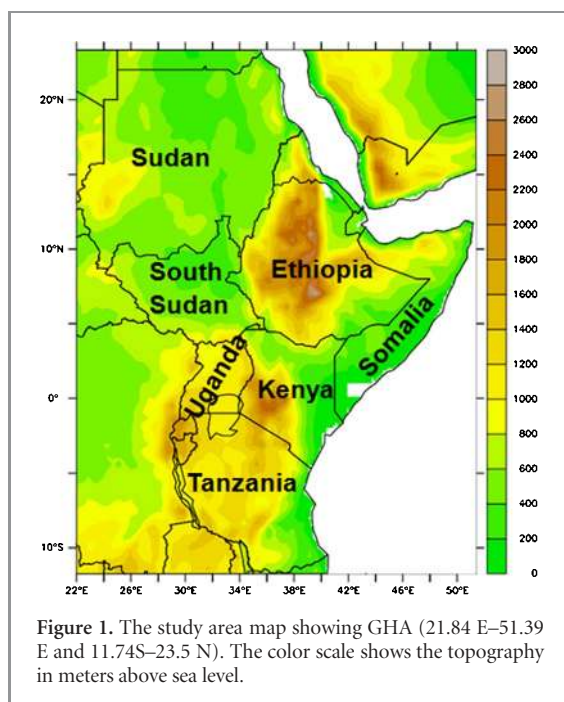 20°N
10°N
0°
10°S
22°E
26°E
30°E
34°E
38°E
42°E
46°E
50°E
Sudan
South
Sudan
Ethiopia
Somalia
Uganda
Kenya
Tanzania
3000
2800
2600
2400
2200
2000
1800
1600
1400
1200
1000
800
600
400
200
0
Figure 1. The study area map showing GHA (21.84 E–51.39
E and 11.74S–23.5 N). The color scale shows the topography
in meters above sea level.